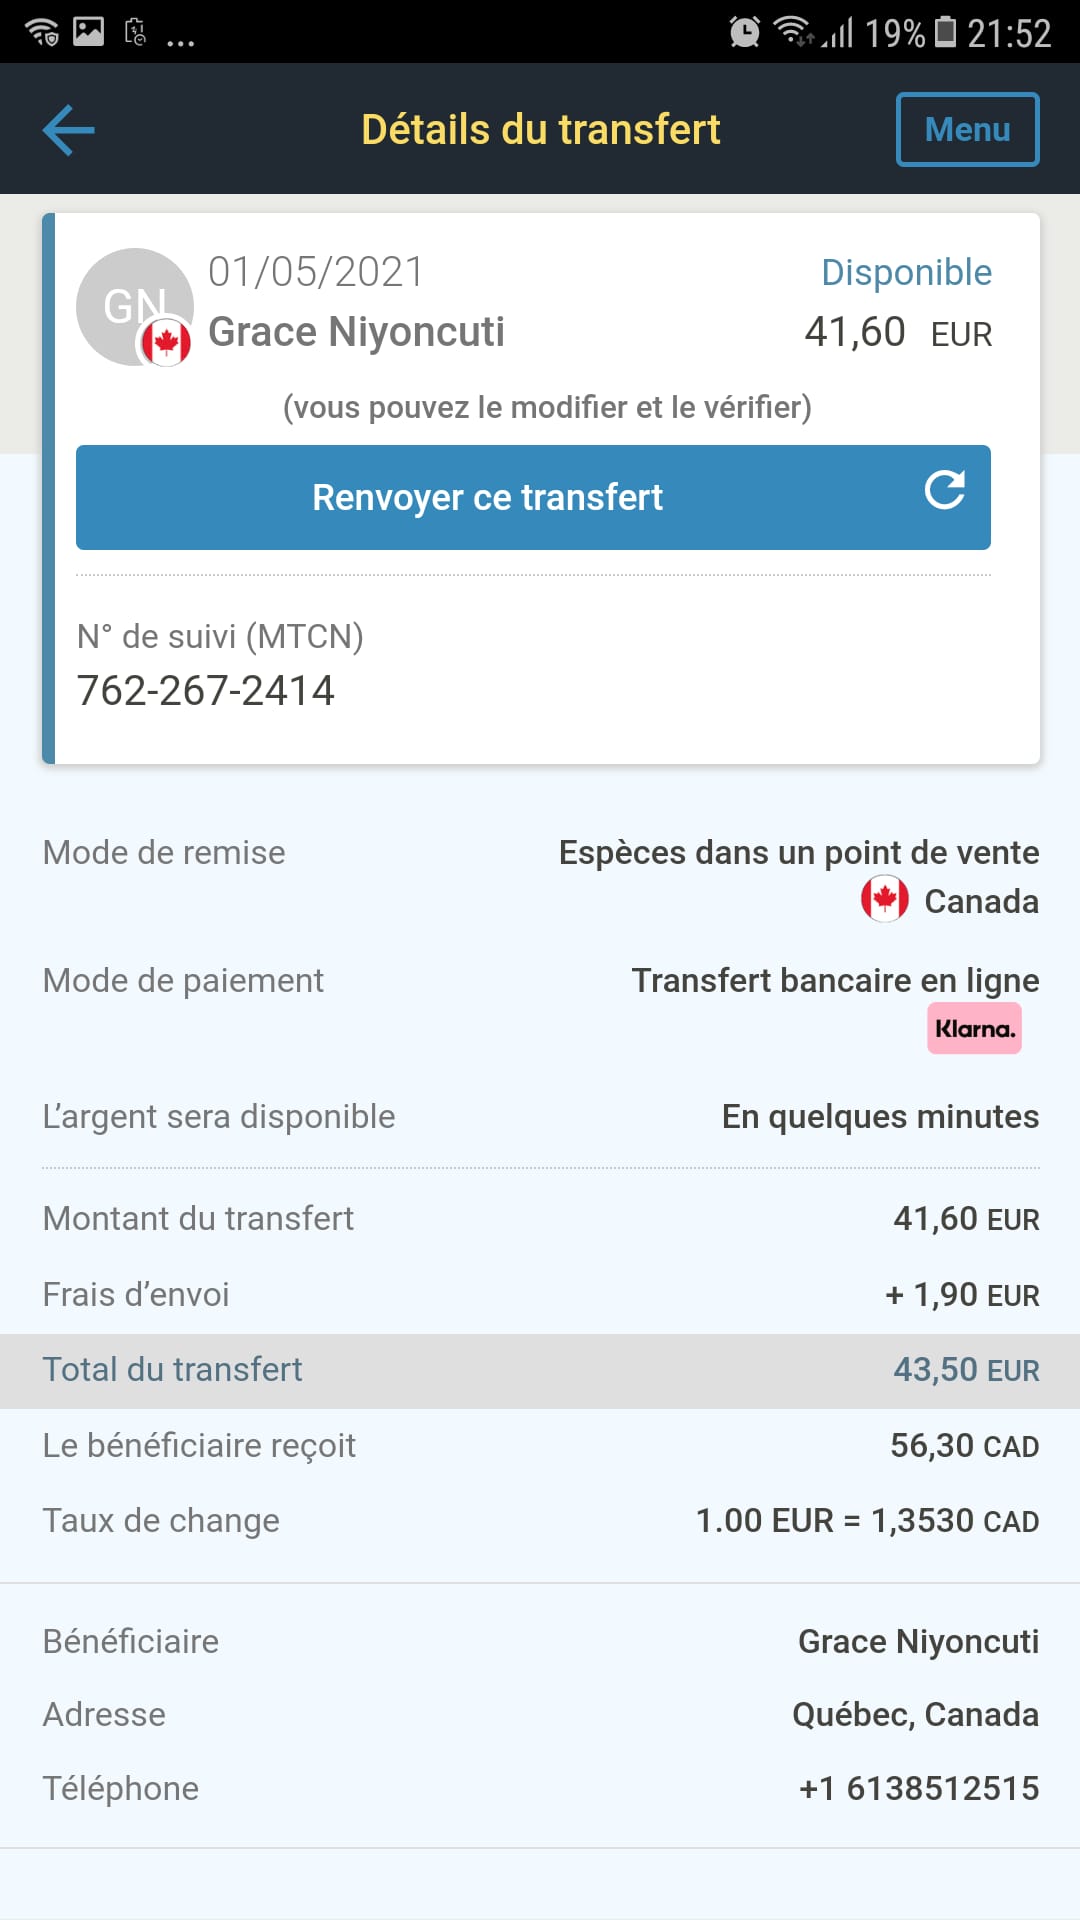 19% 21:52
Détails du transfert
Menu
GN
01/05/2021
Disponible
Grace Niyoncuti
41,60 EUR
(vous pouvez le modifier et le vérifier)
Renvoyer ce transfert
N° de suivi (MTCN)
762-267-2414
Mode de remise
Espèces dans un point de vente
Canada
Mode de paiement
Transfert bancaire en ligne
Klarna.
L’argent sera disponible
En quelques minutes
Montant du transfert
41,60 EUR
Frais d’envoi
+ 1,90 EUR
Total du transfert
43,50 EUR
Le bénéficiaire reçoit
56,30 CAD
Taux de change
1.00 EUR = 1,3530 CAD
Bénéficiaire
Grace Niyoncuti
Adresse
Québec, Canada
Téléphone
+1 6138512515